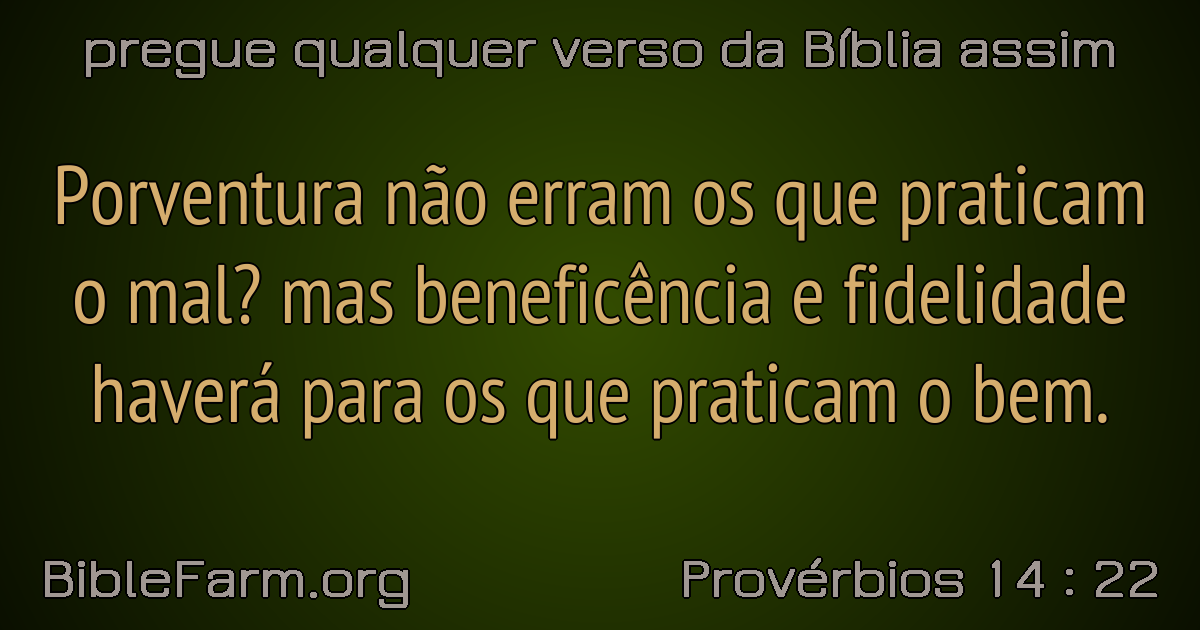 pregue qualquer verso da Bíblia assim
Porventura não erram os que praticam
o mal? mas beneficência e fidelidade
haverá para os que praticam o bem.
BibleFarm.org
Provérbios 14 : 22